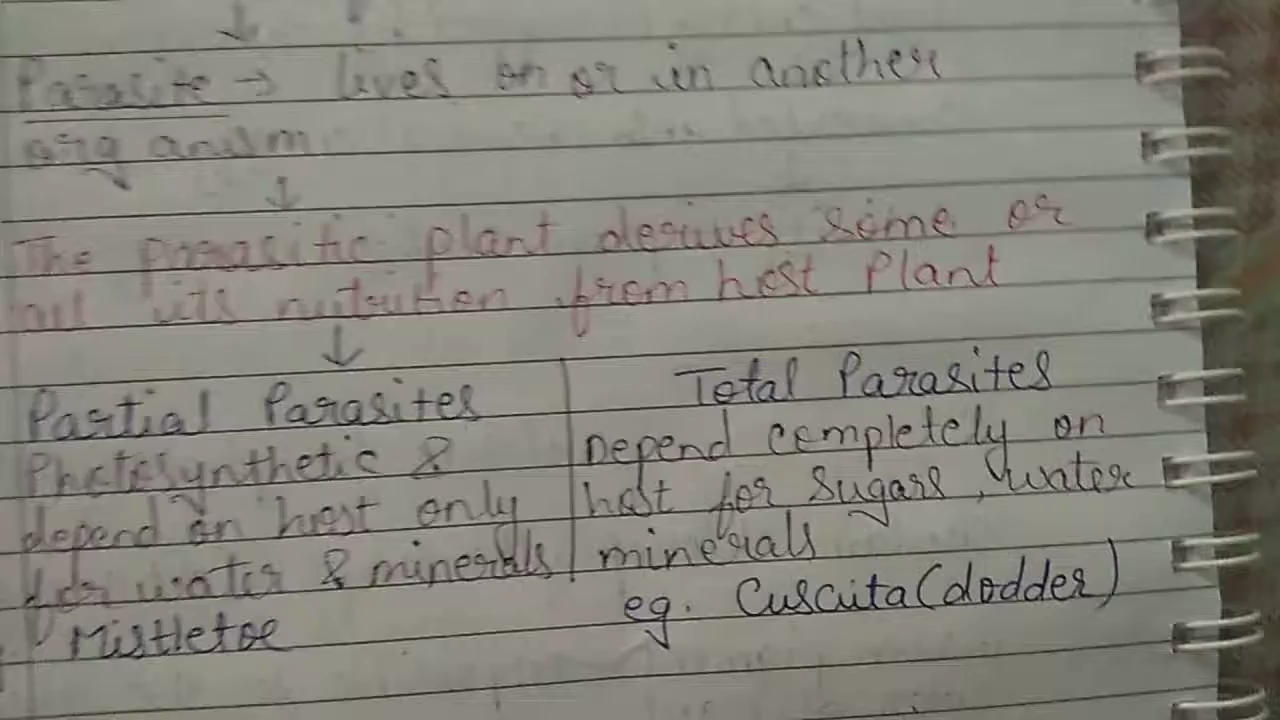 ↓
Parasite → lives on or in another
organism
↓
The parasitic plant derives some or
all its nutrition from host Plant
↓
Partial Parasites
Photosynthetic &
depend on host only
for water & minerals
Mistletoe
Total Parasites
Depend completely on
host for sugars, water
minerals
eg. Cuscuta (dodder)